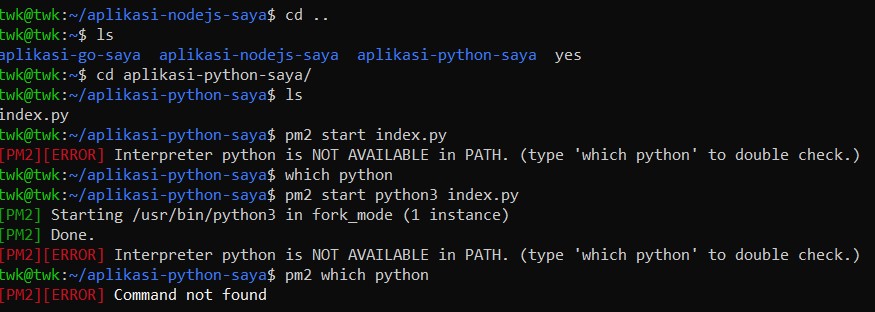 twk@twk:~/aplikasi-nodejs-saya$ cd ..
twk@twk:~$ ls
aplikasi-go-saya  aplikasi-nodejs-saya  aplikasi-python-saya  yes
twk@twk:~$ cd aplikasi-python-saya/
twk@twk:~/aplikasi-python-saya$ ls
index.py
twk@twk:~/aplikasi-python-saya$ pm2 start index.py
[PM2][ERROR] Interpreter python is NOT AVAILABLE in PATH. (type 'which python' to double check.)
twk@twk:~/aplikasi-python-saya$ which python
twk@twk:~/aplikasi-python-saya$ pm2 start python3 index.py
[PM2] Starting /usr/bin/python3 in fork_mode (1 instance)
[PM2] Done.
[PM2][ERROR] Interpreter python is NOT AVAILABLE in PATH. (type 'which python' to double check.)
twk@twk:~/aplikasi-python-saya$ pm2 which python
[PM2][ERROR] Command not found